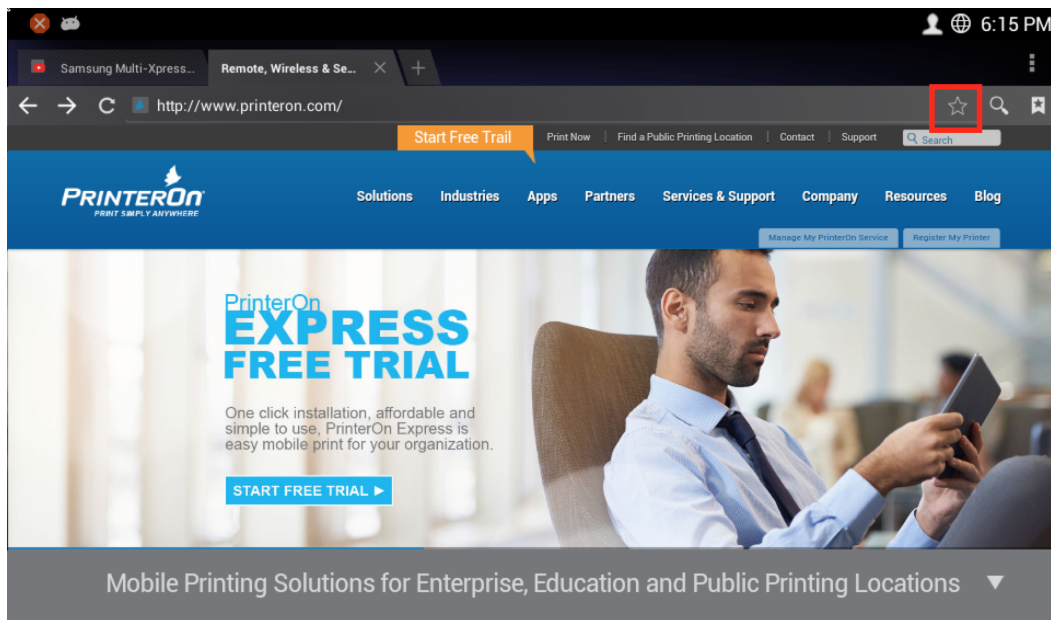 6:15 PM
Samsung Multi-Xpress...
Remote, Wireless & Se...
http://www.printeron.com/
Start Free Trail
Print Now | Find a Public Printing Location | Contact | Support
Search
PRINTERON
PRINT SIMPLY ANYWHERE
Solutions Industries Apps Partners Services & Support Company Resources Blog
Manage My PrinterOn Service
Register My Printer
PrinterOn
EXPRESS
FREE TRIAL
One click installation, affordable and
simple to use, PrinterOn Express is
easy mobile print for your organization.
START FREE TRIAL
Mobile Printing Solutions for Enterprise, Education and Public Printing Locations